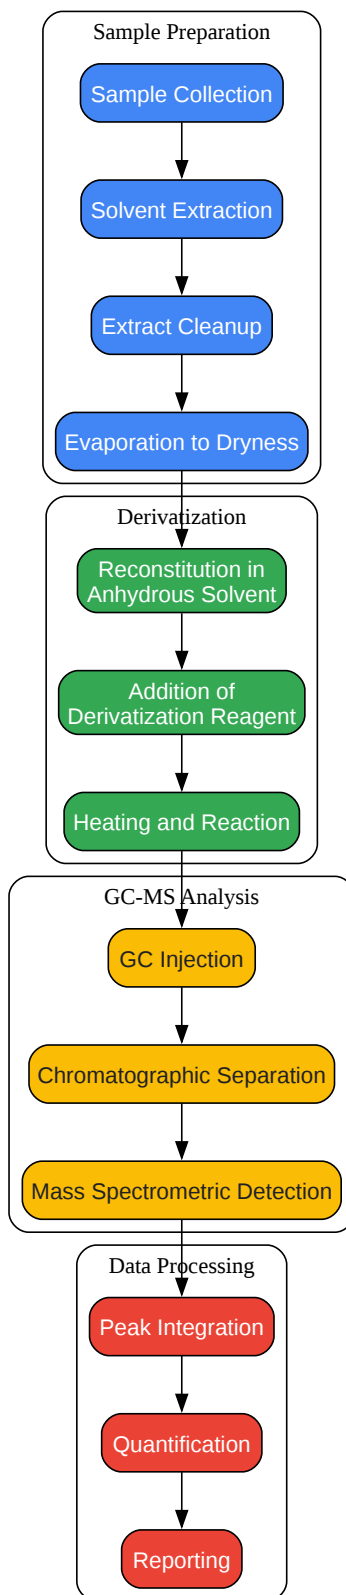 Sample Preparation
Sample Collection
Solvent Extraction
Extract Cleanup
Evaporation to Dryness
Derivatization
Reconstitution in
Anhydrous Solvent
Addition of
Derivatization Reagent
Heating and Reaction
GC-MS Analysis
GC Injection
Chromatographic Separation
Mass Spectrometric Detection
Data Processing
Peak Integration
Quantification
Reporting